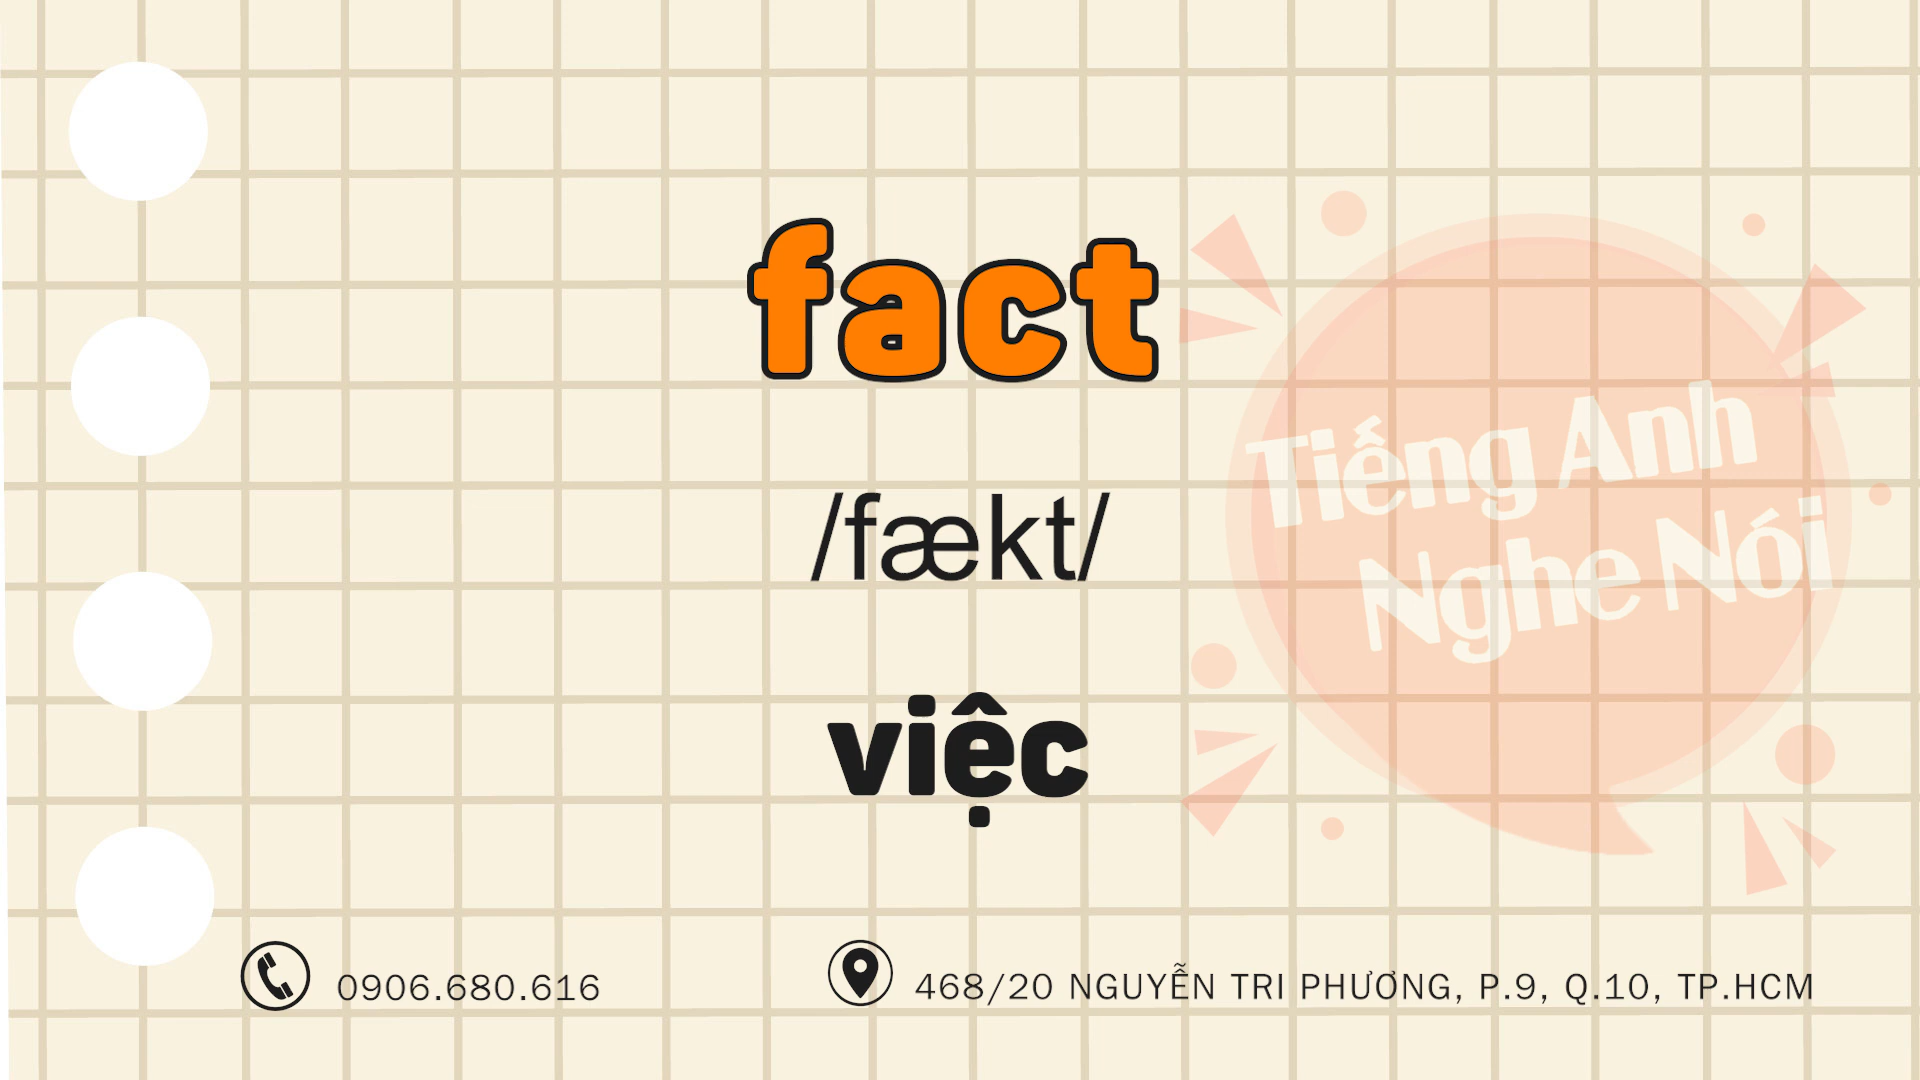 fact
/fækt/
việc
Tiếng Anh
Nghe Nói
0906.680.616
468/20 NGUYỄN TRI PHƯƠNG, P.9, Q.10, TP.HCM